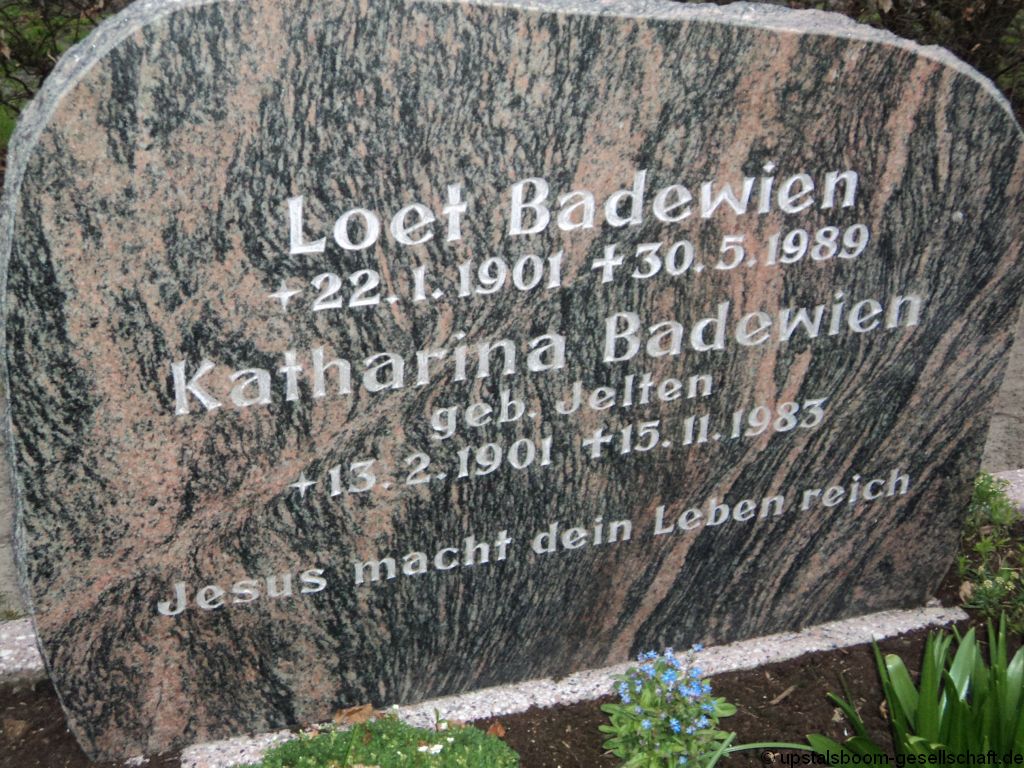 Loet Badewien
+22.1.1901 +30.5.1989
Katharina Badewien
geb. Jelten
+13.2.1901 +15.11.1983
Jesus macht dein Leben reich
© upstalsboom-gesellschaft.de